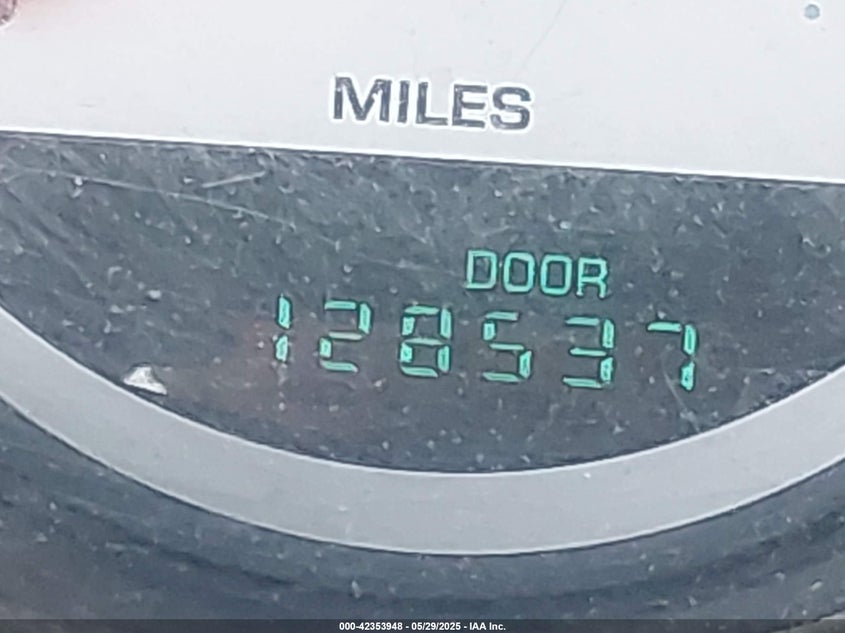 MILES
DOOR
128537
000-42353948 - 05/29/2025 - IAA Inc.